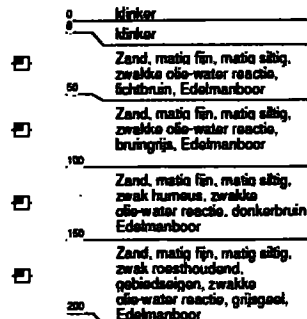 0 klinker
8 klinker
Zand, matig fijn, matig siltig,
zwakke olie-water reactie,
lichtbruin, Edelmanboor
50
Zand, matig fijn, matig siltig,
zwakke olie-water reactie,
bruingrijs, Edelmanboor
100
Zand, matig fijn, matig siltig,
zwak humeus, zwakke
olie-water reactie, donkerbruin
Edelmanboor
150
Zand, matig fijn, matig siltig,
zwak roesthoudend,
gebiedseigen, zwakke
olie-water reactie, grijsgeel,
200 Edelmanboor